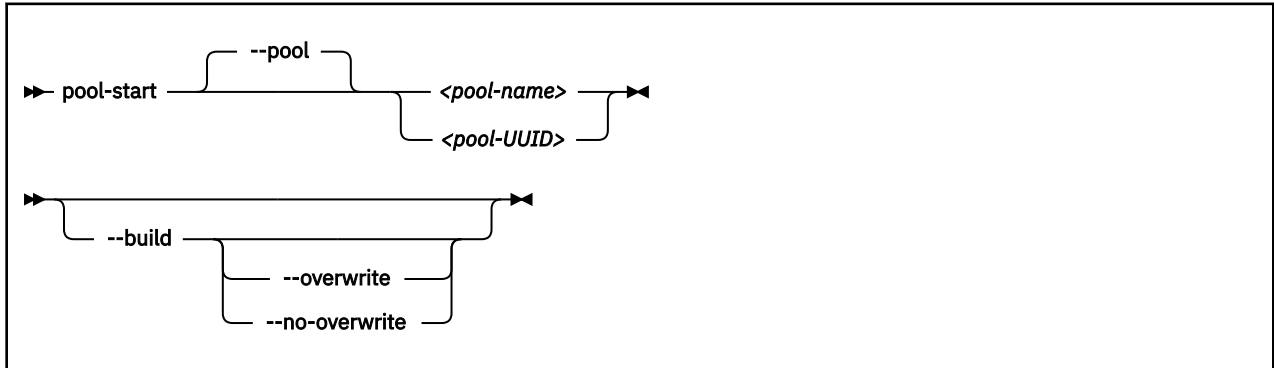 --pool
pool-start <pool-name>
<pool-UUID>
--build
--overwrite
--no-overwrite